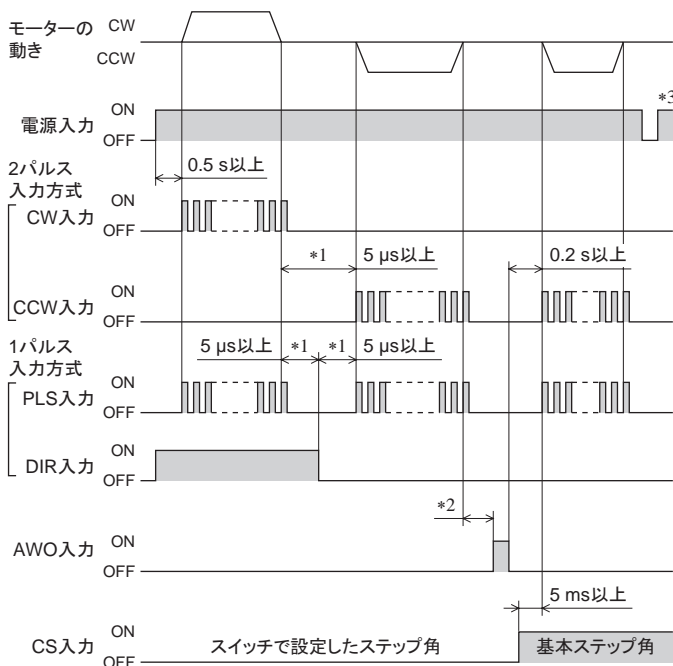 モーターの
動き
CW
CCW
電源入力
ON
OFF
*3
2パルス
入力方式
0.5 s以上
CW入力
ON
OFF
*1
5 µs以上
0.2 s以上
CCW入力
ON
OFF
1パルス
入力方式
5 µs以上
*1
*1
5 µs以上
PLS入力
ON
OFF
DIR入力
ON
OFF
*2
AWO入力
ON
OFF
5 ms以上
CS入力
ON
OFF
スイッチで設定したステップ角
基本ステップ角